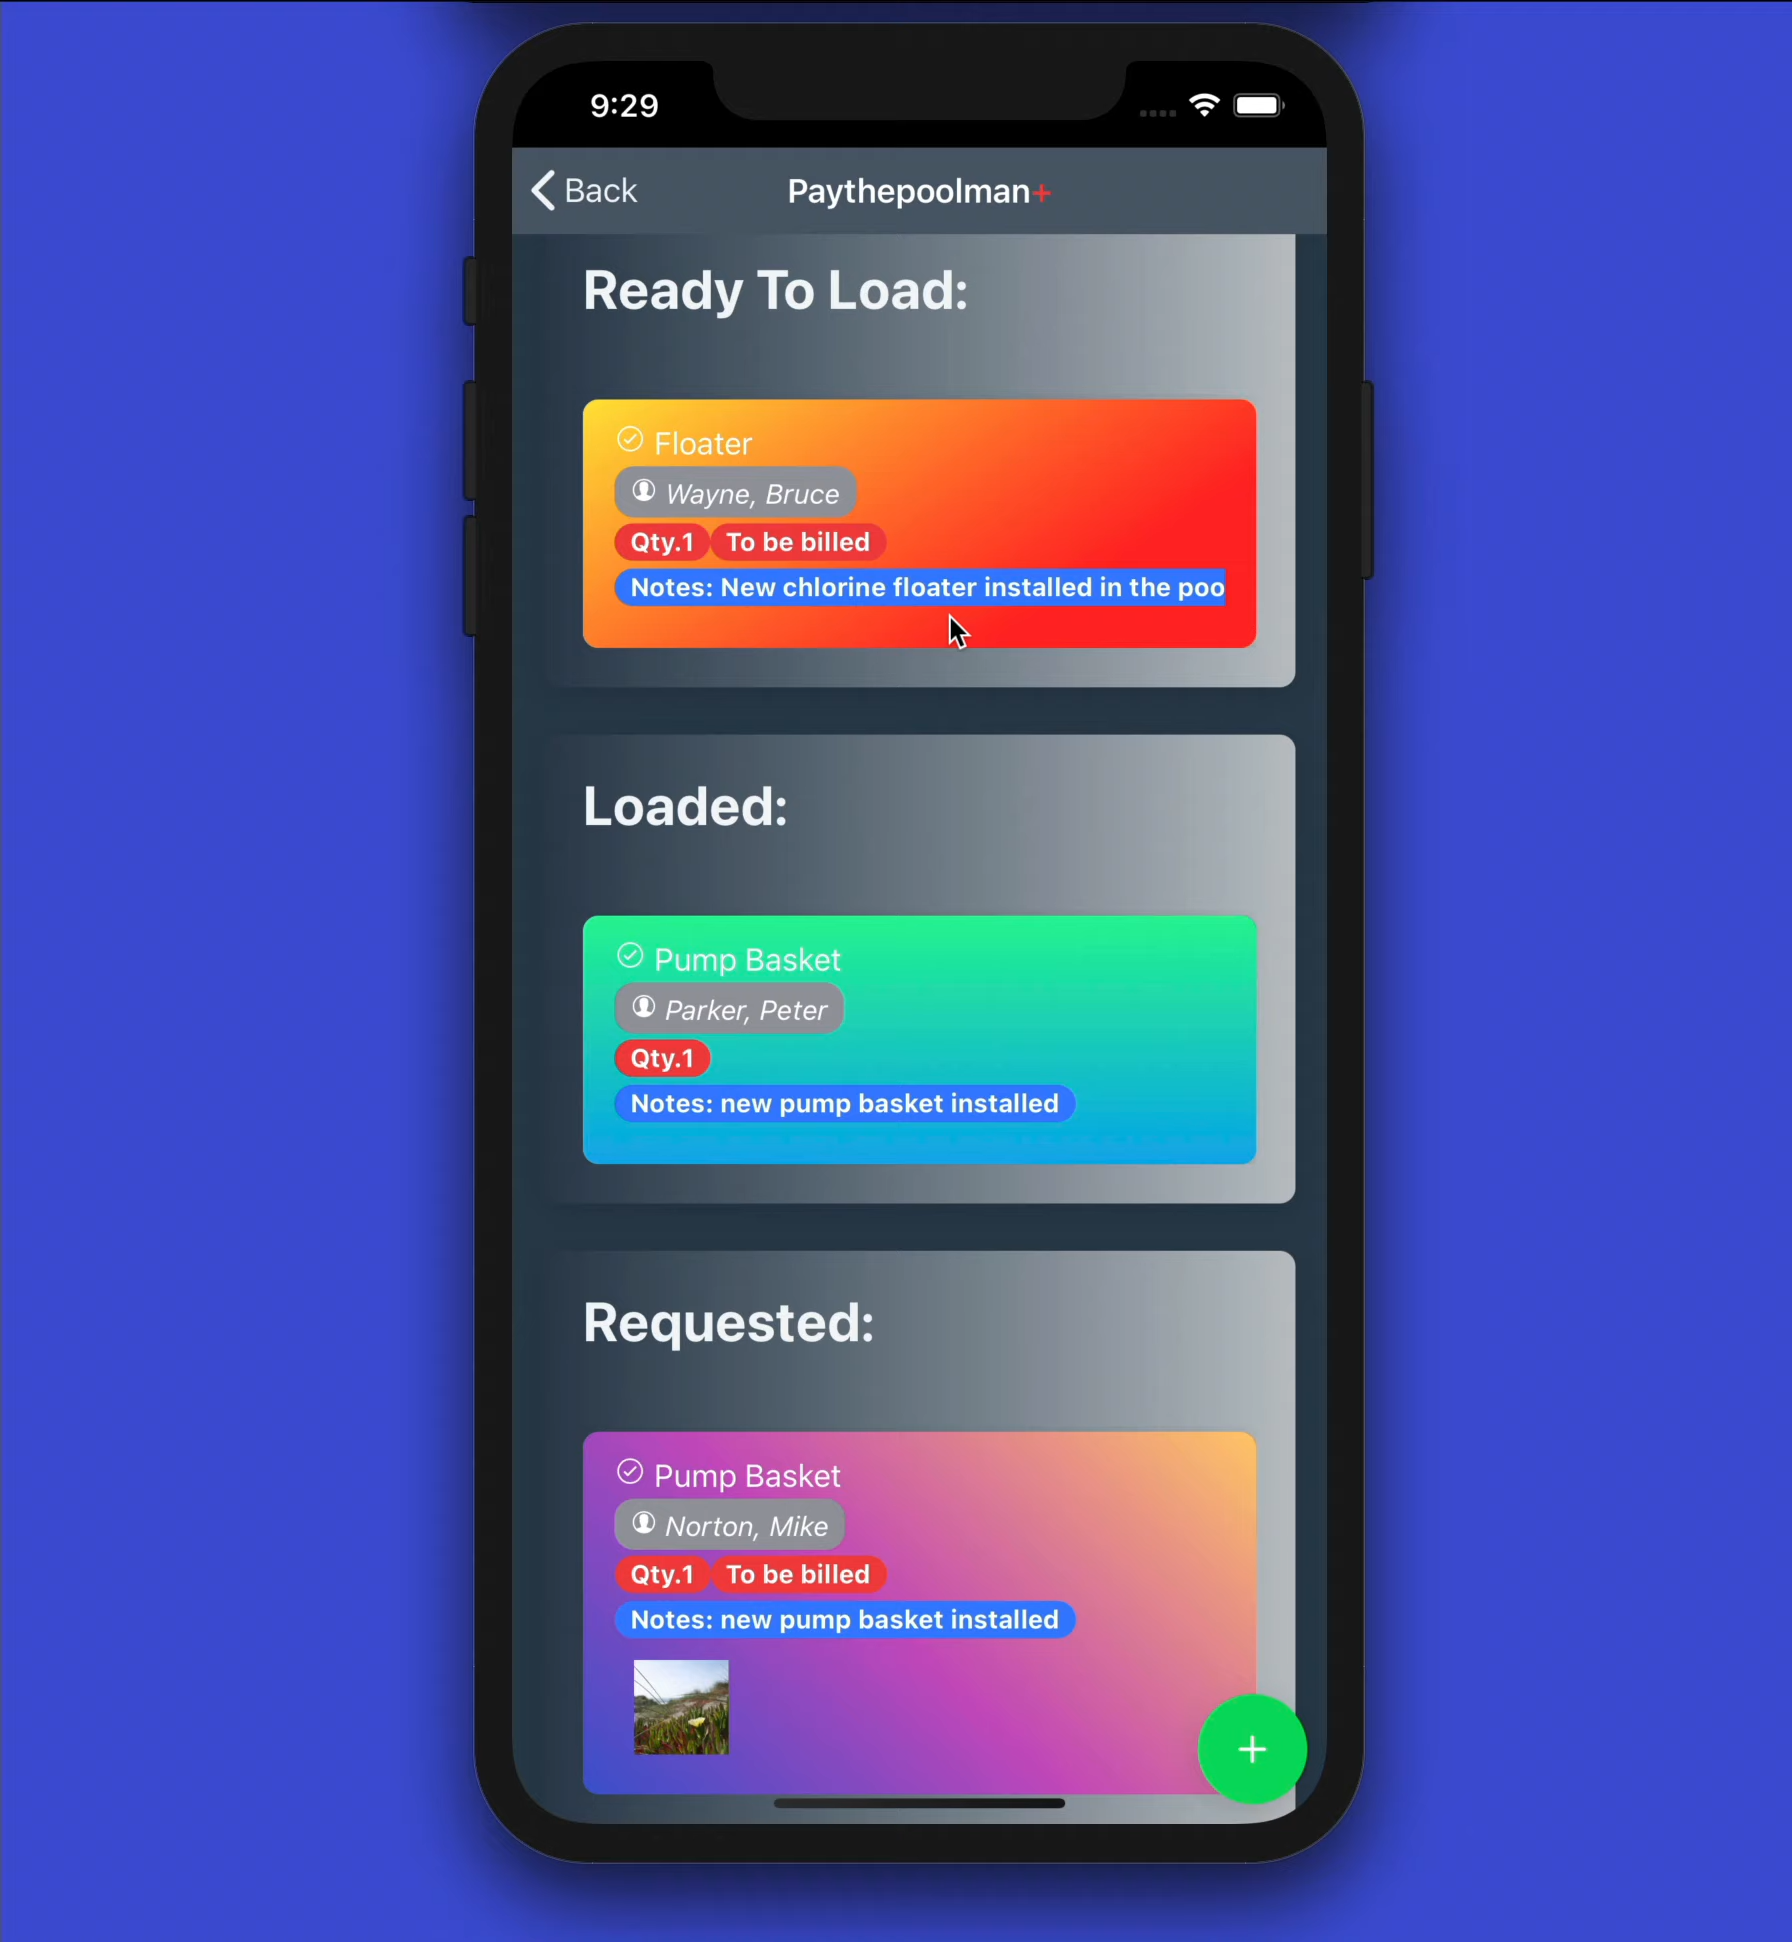 9:29
Back
Paythepoolman+
Ready To Load:
Floater
Wayne, Bruce
Qty.1 To be billed
Notes: New chlorine floater installed in the poo
Loaded:
Pump Basket
Parker, Peter
Qty.1
Notes: new pump basket installed
Requested:
Pump Basket
Norton, Mike
Qty.1 To be billed
Notes: new pump basket installed
+